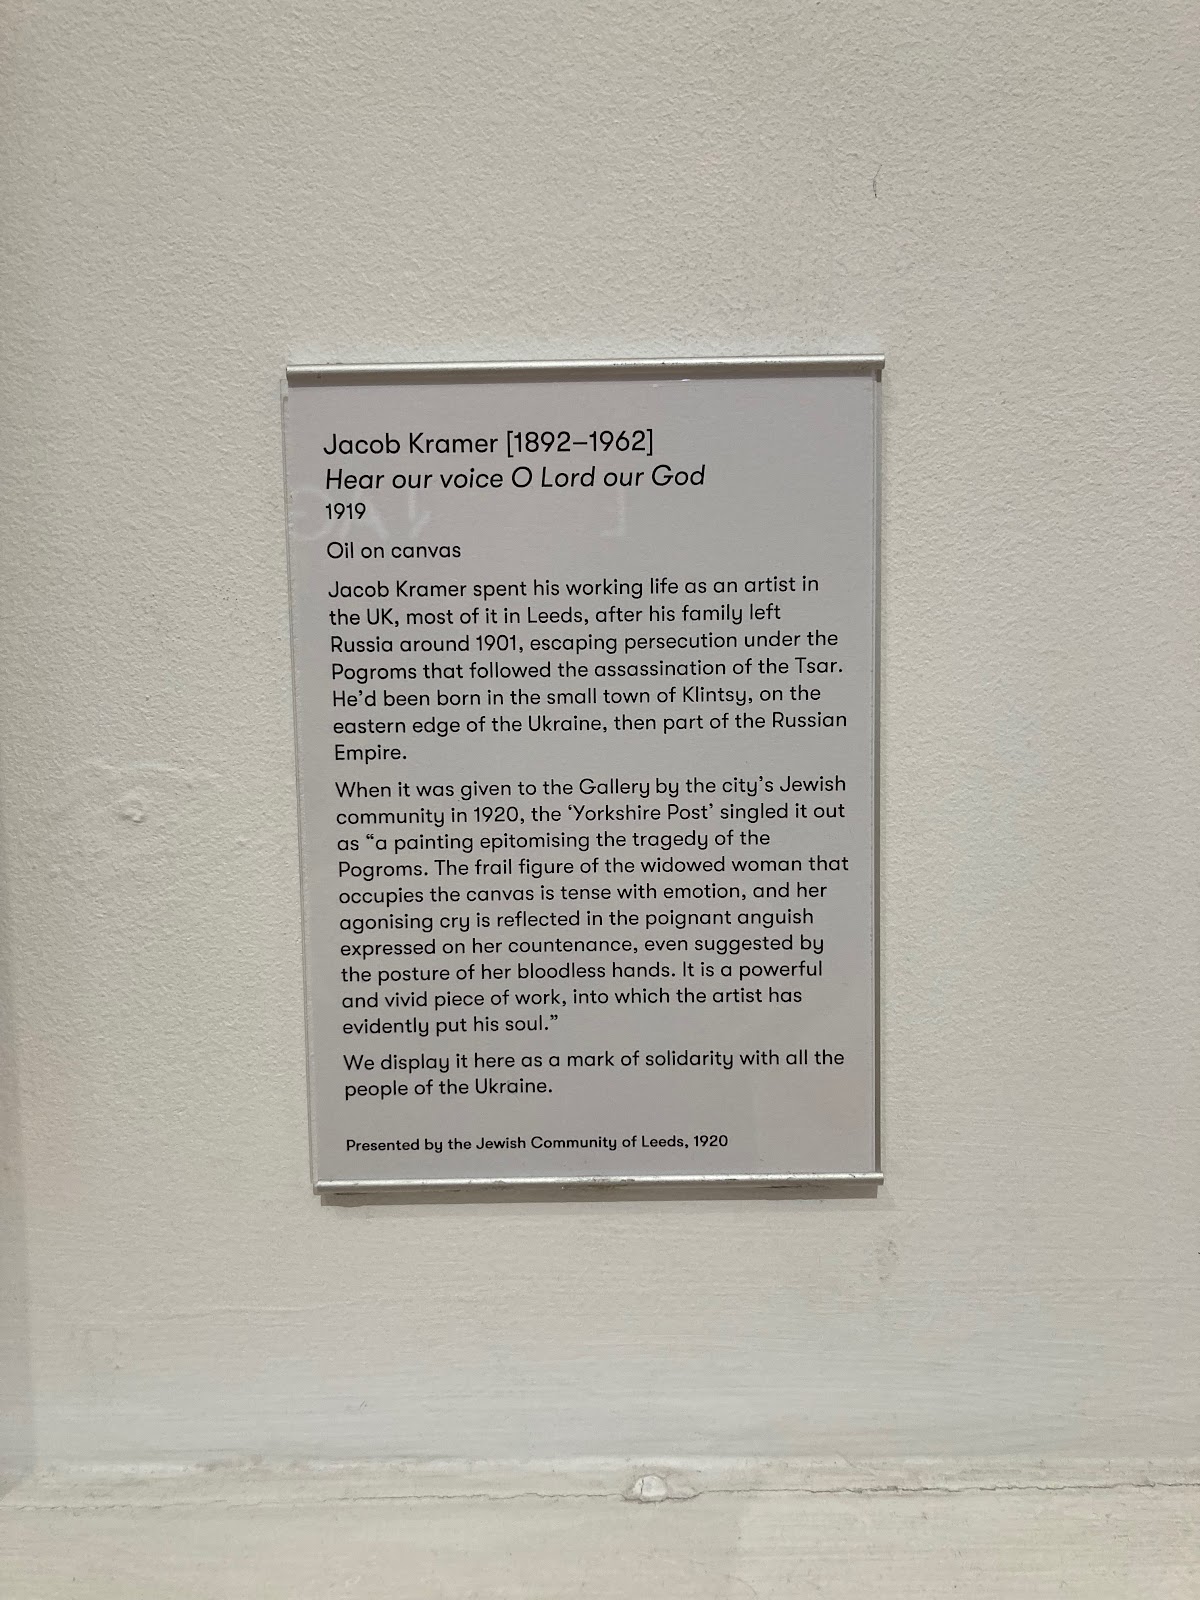 Jacob Kramer [1892–1962]
Hear our voice O Lord our God
1919
Oil on canvas
Jacob Kramer spent his working life as an artist in
the UK, most of it in Leeds, after his family left
Russia around 1901, escaping persecution under the
Pogroms that followed the assassination of the Tsar.
He’d been born in the small town of Klintsy, on the
eastern edge of the Ukraine, then part of the Russian
Empire.
When it was given to the Gallery by the city’s Jewish
community in 1920, the ‘Yorkshire Post’ singled it out
as “a painting epitomising the tragedy of the
Pogroms. The frail figure of the widowed woman that
occupies the canvas is tense with emotion, and her
agonising cry is reflected in the poignant anguish
expressed on her countenance, even suggested by
the posture of her bloodless hands. It is a powerful
and vivid piece of work, into which the artist has
evidently put his soul.”
We display it here as a mark of solidarity with all the
people of the Ukraine.
Presented by the Jewish Community of Leeds, 1920